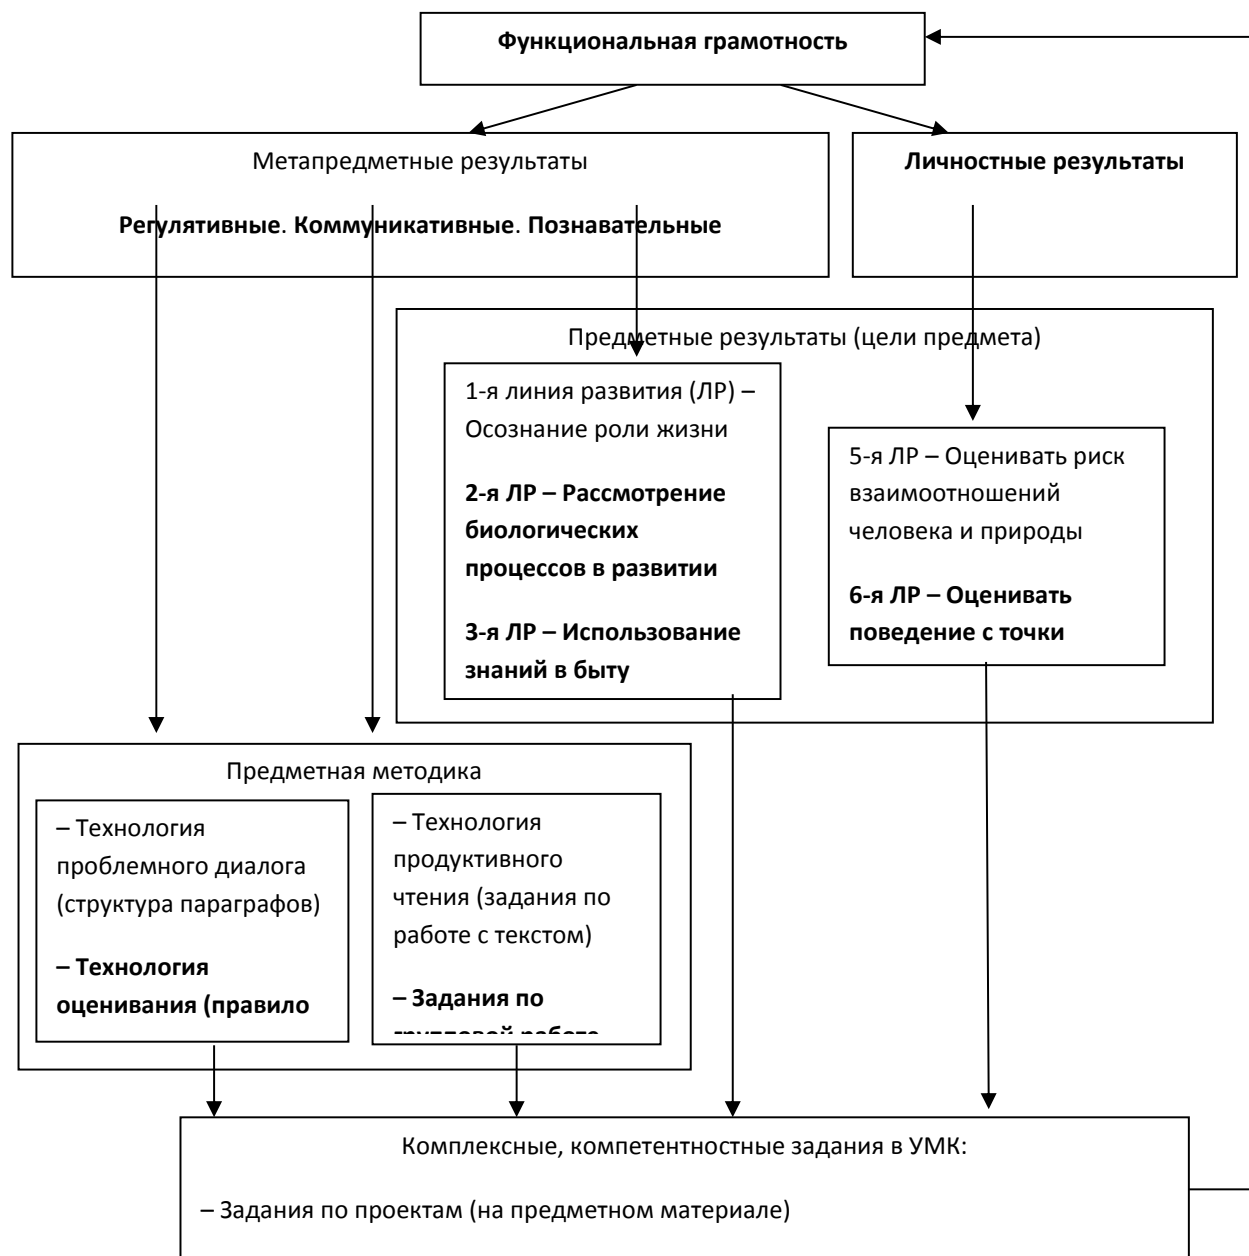 Функциональная грамотность
Метапредметные результаты
Регулятивные. Коммуникативные. Познавательные
Личностные результаты
Предметные результаты (цели предмета)
1-я линия развития (ЛР) –
Осознание роли жизни
2-я ЛР – Рассмотрение
биологических
процессов в развитии
3-я ЛР – Использование
знаний в быту
5-я ЛР – Оценивать риск
взаимоотношений
человека и природы
6-я ЛР – Оценивать
поведение с точки
Предметная методика
– Технология
проблемного диалога
(структура параграфов)
– Технология
оценивания (правило
– Технология
продуктивного
чтения (задания по
работе с текстом)
– Задания по
групповой работе
Комплексные, компетентностные задания в УМК:
– Задания по проектам (на предметном материале)